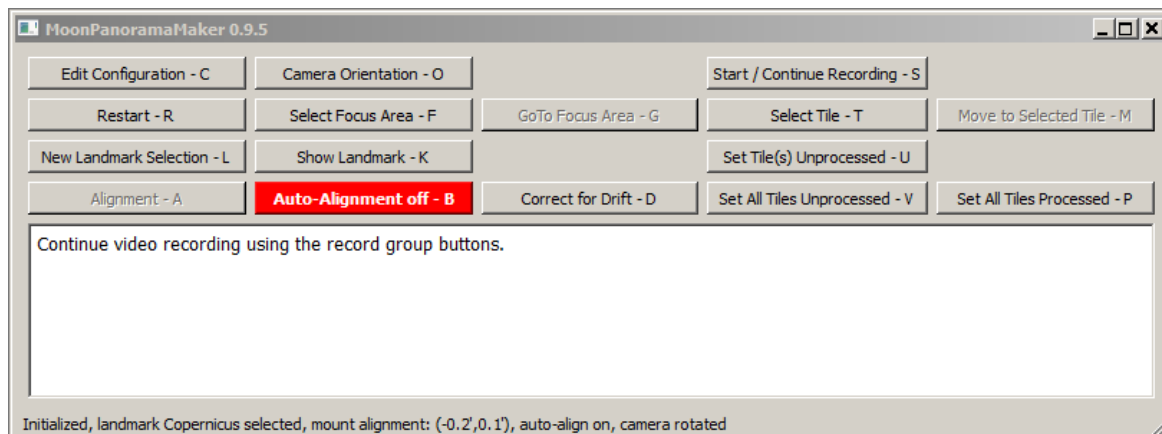 MoonPanoramaMaker 0.9.5
Edit Configuration - C Camera Orientation - O Start / Continue Recording - S
Restart - R Select Focus Area - F GoTo Focus Area - G Select Tile - T Move to Selected Tile - M
New Landmark Selection - L Show Landmark - K Set Tile(s) Unprocessed - U
Alignment - A Auto-Alignment off - B Correct for Drift - D Set All Tiles Unprocessed - V Set All Tiles Processed - P
Continue video recording using the record group buttons.
Initialized, landmark Copernicus selected, mount alignment: (-0.2',0.1'), auto-align on, camera rotated